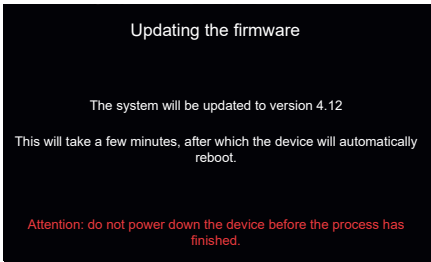 Updating the firmware
The system will be updated to version 4.12
This will take a few minutes, after which the device will automatically
reboot.
Attention: do not power down the device before the process has
finished.